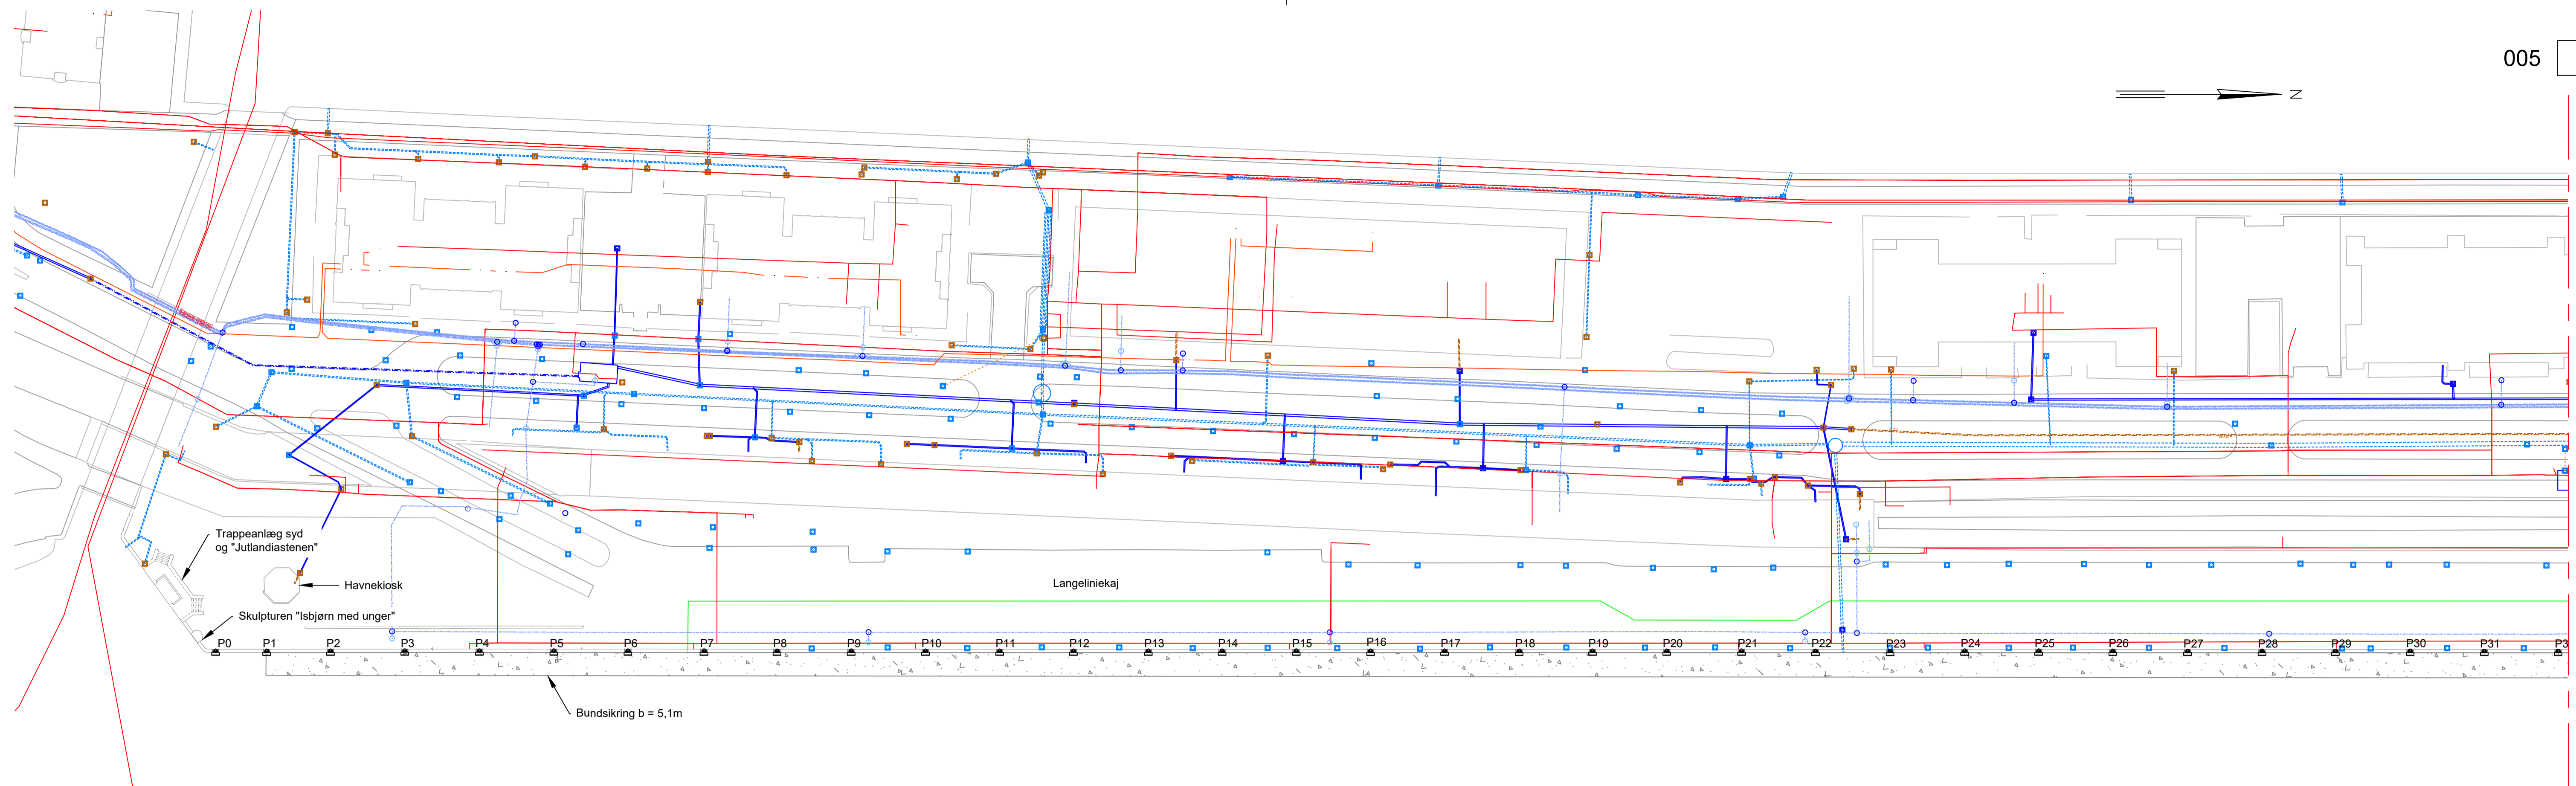 005
N
Trappeanlæg syd
og "Jutlandiastenen"
Havnekiosk
Langeliniekaj
Skulpturen "Isbjørn med unger"
P0 P1 P2 P3 P4 P5 P6 P7 P8 P9 P10 P11 P12 P13 P14 P15 P16 P17 P18 P19 P20 P21 P22 P23 P24 P25 P26 P27 P28 P29 P30 P31 P3
Bundsikring b = 5,1m